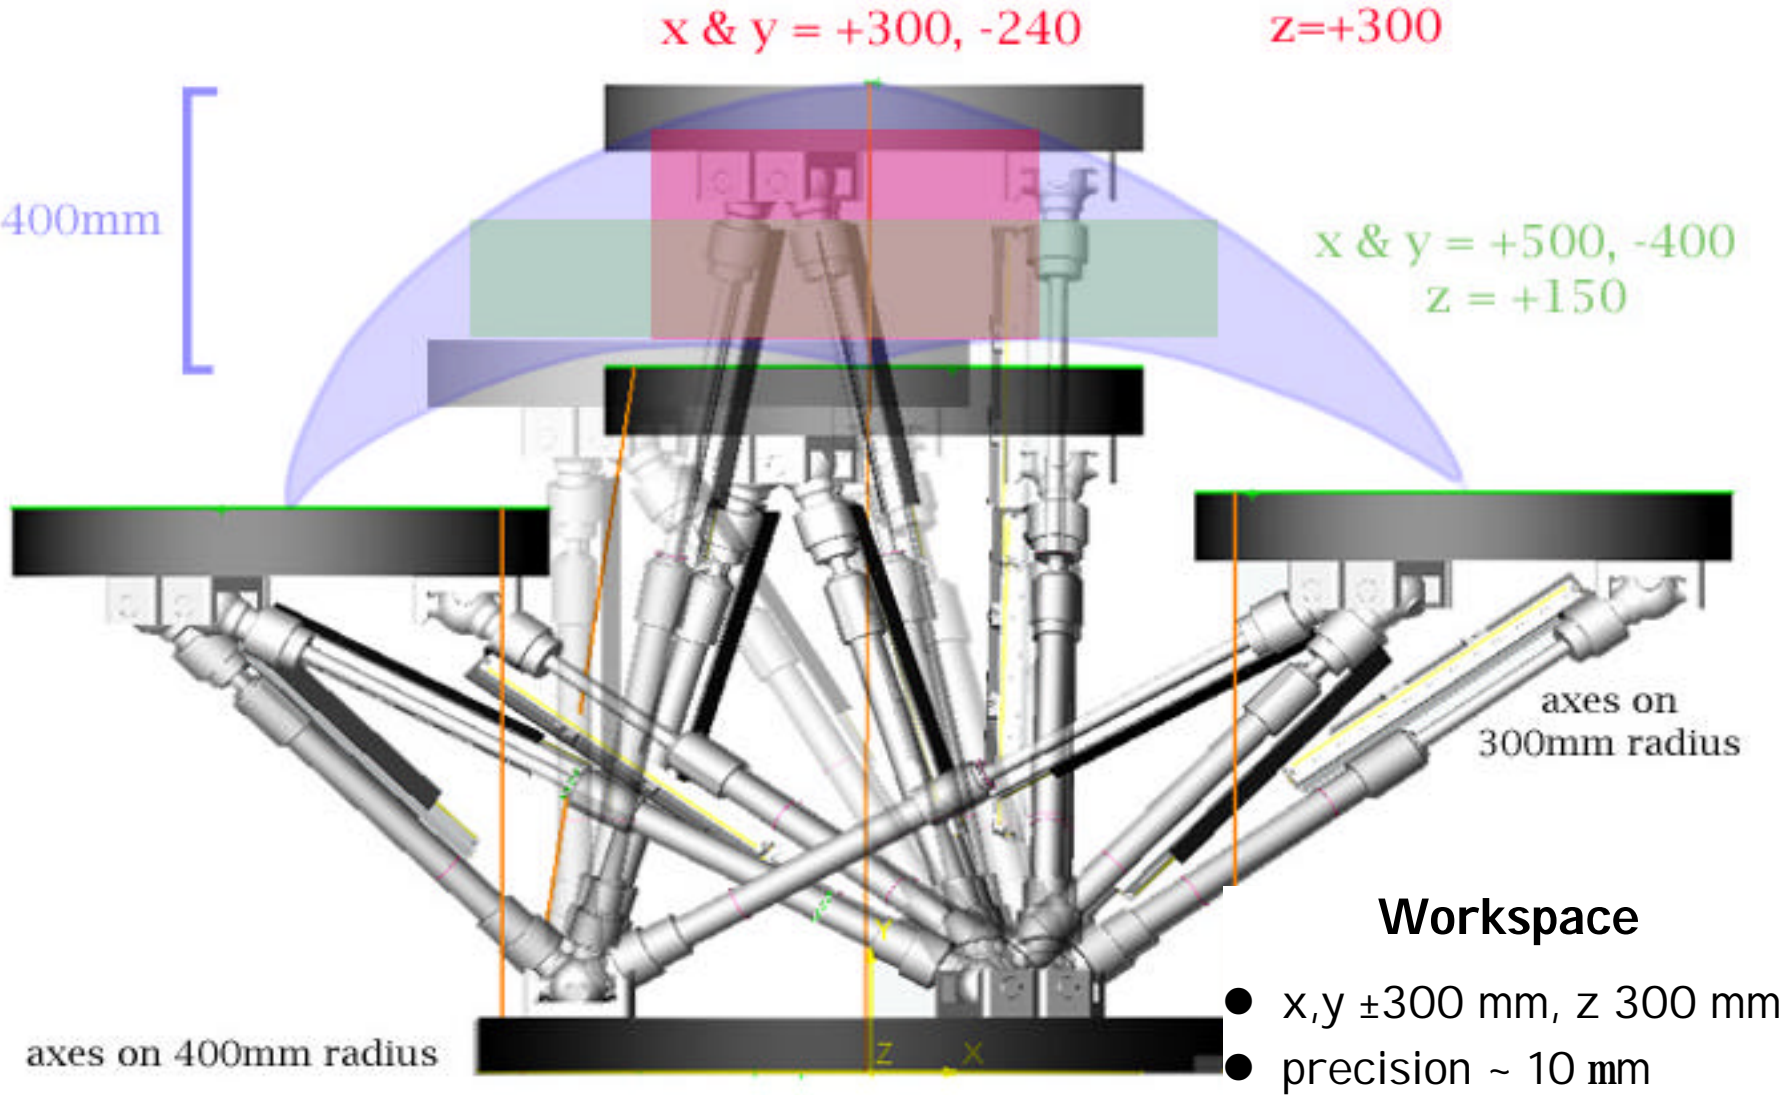 x & y = +300, -240
z=+300
400mm
x & y = +500, -400
z = +150
axes on
300mm radius
Workspace
● x,y ±300 mm, z 300 mm
● precision ~ 10 mm
axes on 400mm radius
Y
Z
X